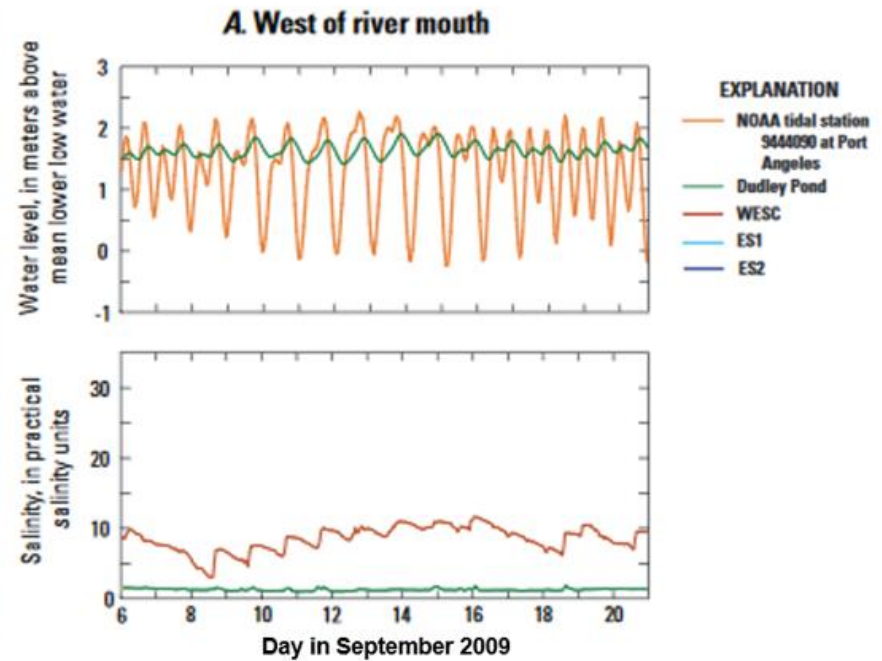 A. West of river mouth
Water level, in meters above
mean lower low water
3
2
1
0
-1
EXPLANATION
NOAA tidal station
9444090 at Port
Angeles
Dudley Pond
WESC
ES1
ES2
Salinity, in practical
salinity units
30
20
10
0
6 8 10 12 14 16 18 20
Day in September 2009